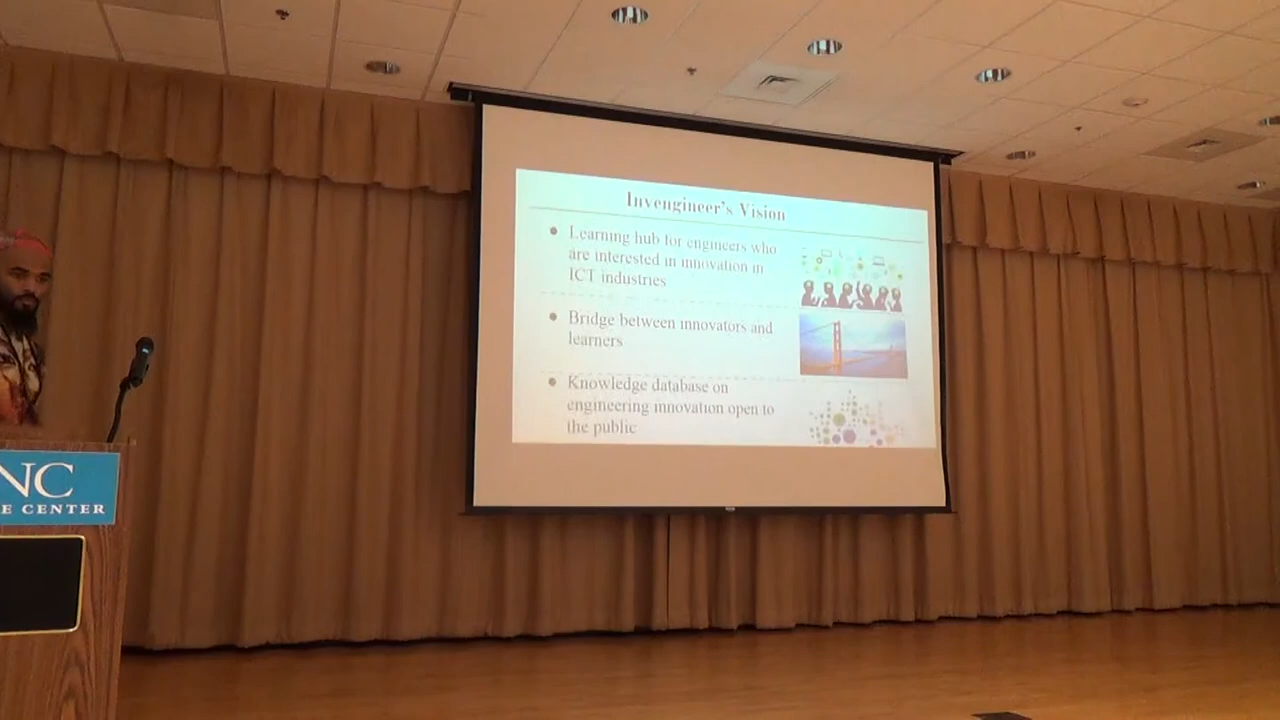 Invengineer's Vision
● Learning hub for engineers who
are interested in innovation in
ICT industries
● Bridge between innovators and
learners
● Knowledge database on
engineering innovation open to
the public
NC
E CENTER